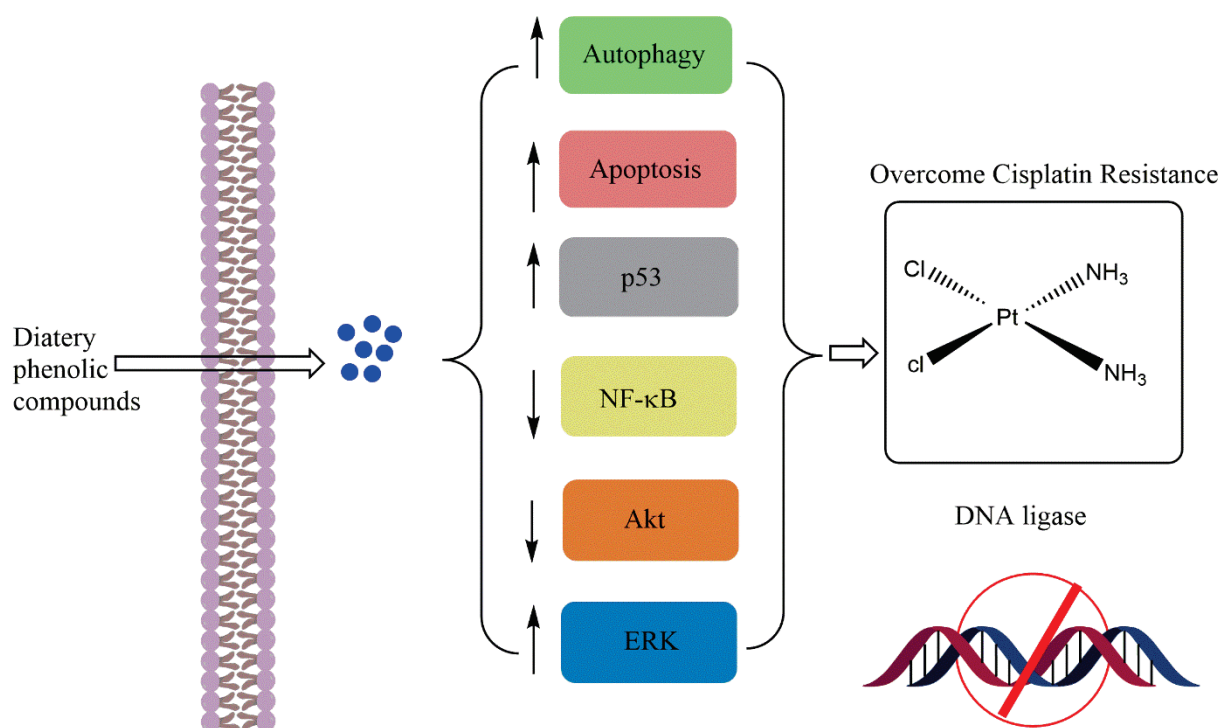 Diatery
phenolic
compounds
Autophagy
Apoptosis
p53
NF-κB
Akt
ERK
Overcome Cisplatin Resistance
Cl
NH₃
Pt
cl
NH₃
DNA ligase